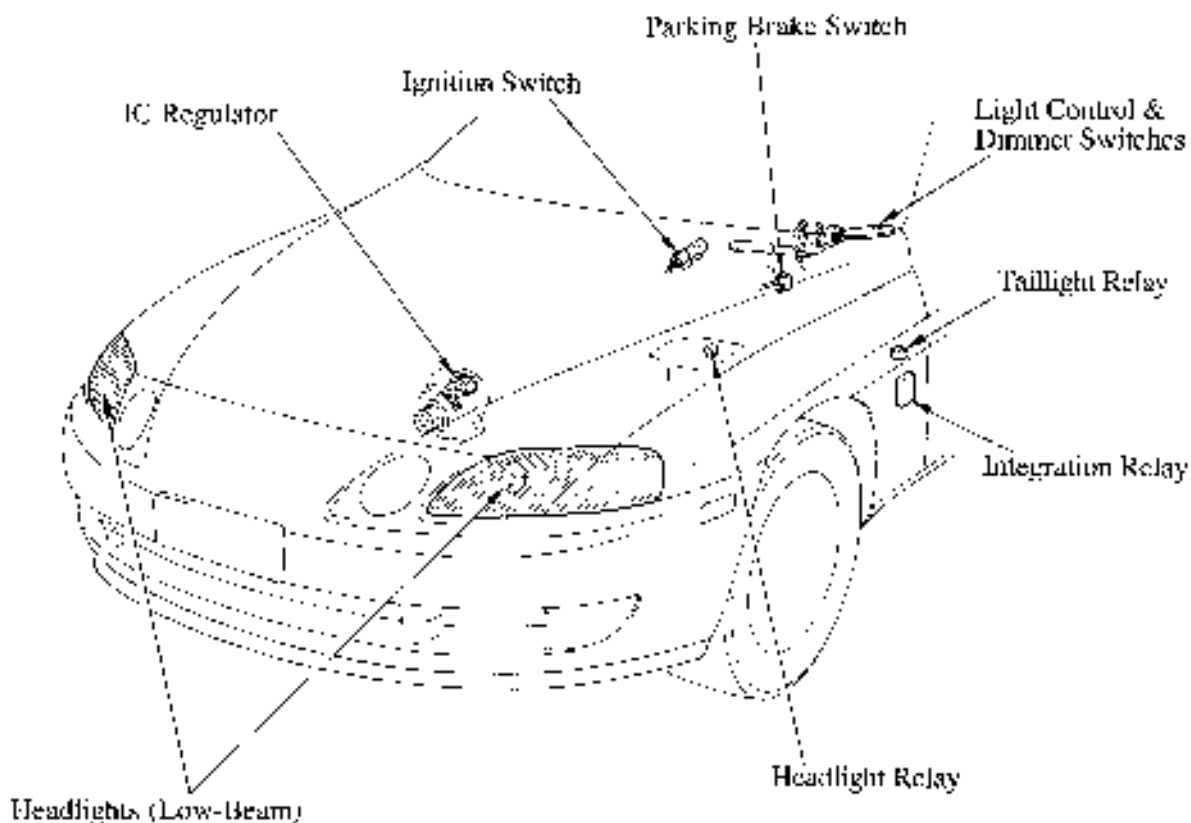 Parking Brake Switch
Ignition Switch
IC Regulator
Light Control &
Dimmer Switches
Taillight Relay
Integration Relay
Headlight Relay
Headlights (Low-Beam)